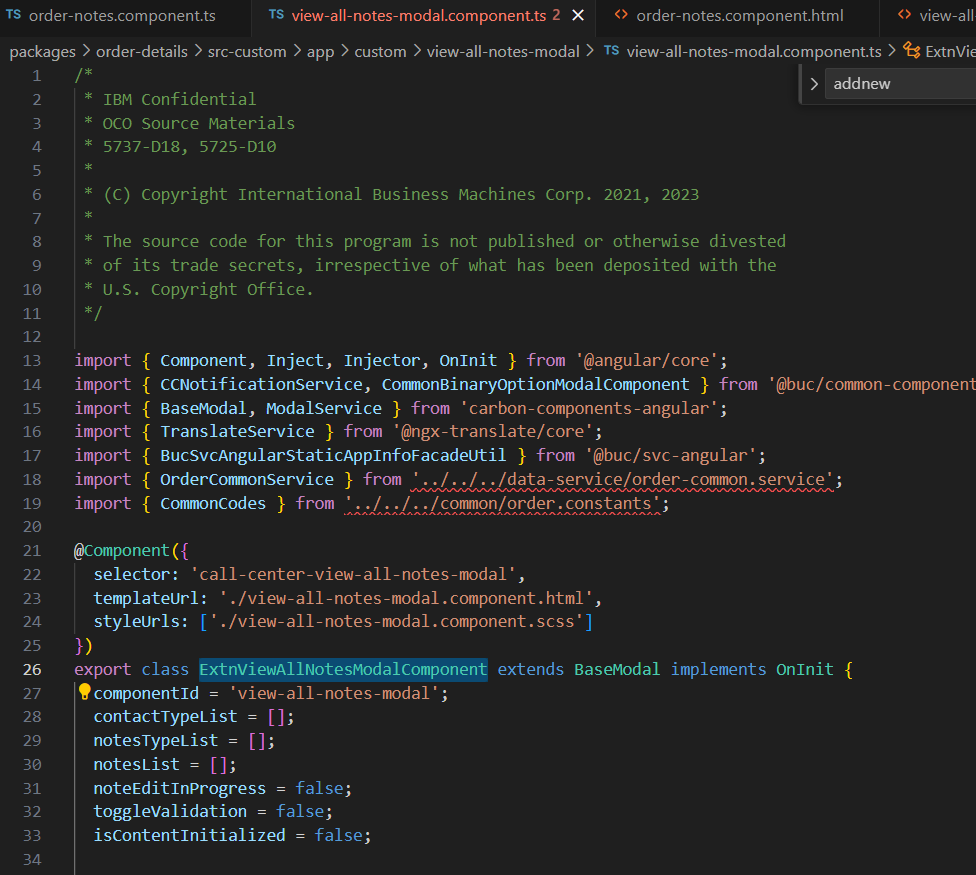 TS order-notes.component.ts TS view-all-notes-modal.component.ts 2 × <> order-notes.component.html <> view-al
packages > order-details > src-custom > app > custom > view-all-notes-modal > TS view-all-notes-modal.component.ts > ExtnVie
> addnew
1 /*
2 * IBM Confidential
3 * OCO Source Materials
4 * 5737-D18, 5725-D10
5 *
6 * (C) Copyright International Business Machines Corp. 2021, 2023
7 *
8 * The source code for this program is not published or otherwise divested
9 * of its trade secrets, irrespective of what has been deposited with the
10 * U.S. Copyright Office.
11 */
12
13 import { Component, Inject, Injector, OnInit } from '@angular/core';
14 import { CCNotificationService, CommonBinaryOptionModalComponent } from '@buc/common-component
15 import { BaseModal, ModalService } from 'carbon-components-angular';
16 import { TranslateService } from '@ngx-translate/core';
17 import { BucSvcAngularStaticAppInfoFacadeUtil } from '@buc/svc-angular';
18 import { OrderCommonService } from '../../../data-service/order-common.service';
19 import { CommonCodes } from '../../../common/order.constants';
20
21 @Component({
22 selector: 'call-center-view-all-notes-modal',
23 templateUrl: './view-all-notes-modal.component.html',
24 styleUrls: ['./view-all-notes-modal.component.scss']
25 })
26 export class ExtnViewAllNotesModalComponent extends BaseModal implements OnInit {
27 componentId = 'view-all-notes-modal';
28 contactTypeList = [];
29 notesTypeList = [];
30 notesList = [];
31 noteEditInProgress = false;
32 toggleValidation = false;
33 isContentInitialized = false;
34